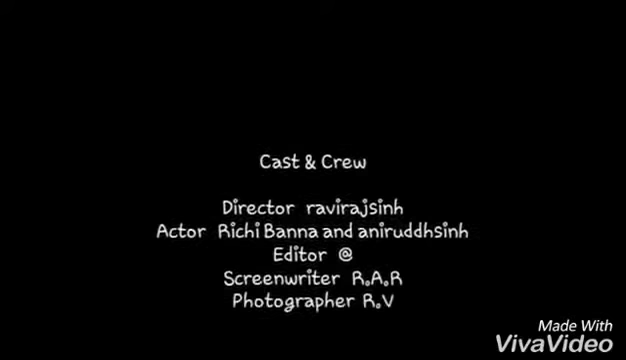 Cast & Crew
Director ravirajsinh
Actor Richi Banna and aniruddhsinh
Editor @
Screenwriter R.A.R
Photographer R.V
Made With
VivaVideo